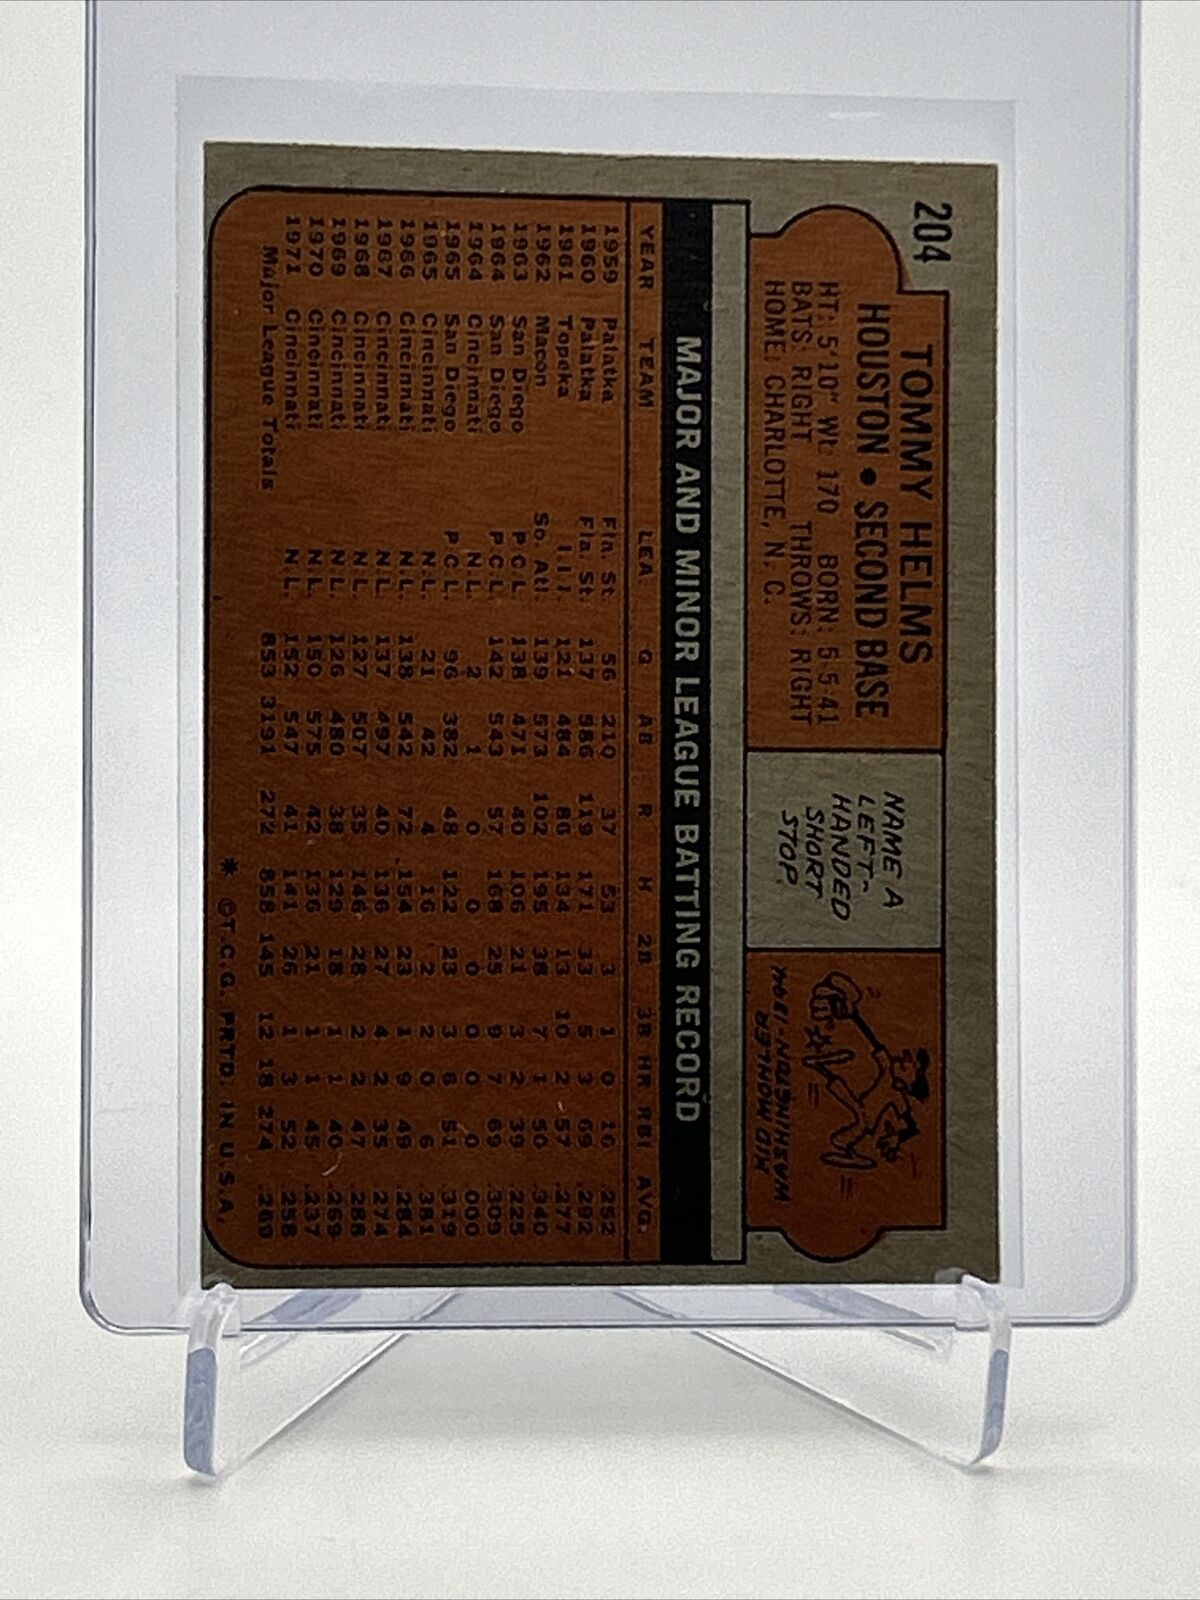 204
TOMMY HELMS
HOUSTON • SECOND BASE
HT: 5'10" Wt: 170 BORN: 5-5-41
BATS: RIGHT THROWS: RIGHT
HOME: CHARLOTTE, N. C.
NAME A
LEFT-
HANDED
SHORT
STOP.
KID MOHLER
WASHINGTON-1894
MAJOR AND MINOR LEAGUE BATTING RECORD
YEAR TEAM LEA. G AB R H 2B 3B HR RBI AVG.
1959 Palatka Fla. St. 56 210 37 53 3 1 0 16 .252
1960 Palatka Fla. St. 137 586 119 171 33 5 3 69 .292
1961 Topeka I.I.I. 121 484 86 134 13 10 2 57 .277
1962 Macon So. Atl. 139 573 102 195 38 7 1 50 .340
1963 San Diego P.C.L. 138 471 40 106 21 3 2 39 .225
1964 San Diego P.C.L. 142 543 57 168 25 9 7 69 .309
1964 Cincinnati N.L. 2 1 0 0 0 0 0 0 .000
1965 San Diego P.C.L. 96 382 48 122 23 3 6 51 .319
1965 Cincinnati N.L. 21 42 4 16 2 2 0 6 .381
1966 Cincinnati N.L. 138 542 72 154 23 1 9 49 .284
1967 Cincinnati N.L. 137 497 40 136 27 4 2 35 .274
1968 Cincinnati N.L. 127 507 35 146 28 2 2 47 .288
1969 Cincinnati N.L. 126 480 38 129 18 1 1 40 .269
1970 Cincinnati N.L. 150 575 42 136 21 1 1 45 .237
1971 Cincinnati N.L. 152 547 41 141 26 1 3 52 .258
Major League Totals 853 3191 272 858 145 12 18 274 .269
* ©T.C.G. PRTD. IN U.S.A.